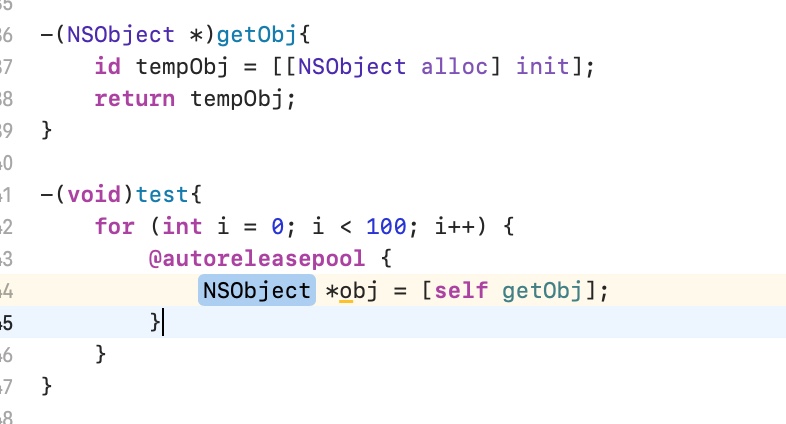 35
36 -(NSObject *)getObj{
37     id tempObj = [[NSObject alloc] init];
38     return tempObj;
39 }
40
41 -(void)test{
42     for (int i = 0; i < 100; i++) {
43         @autoreleasepool {
44             NSObject *obj = [self getObj];
45         }
46     }
47 }
48